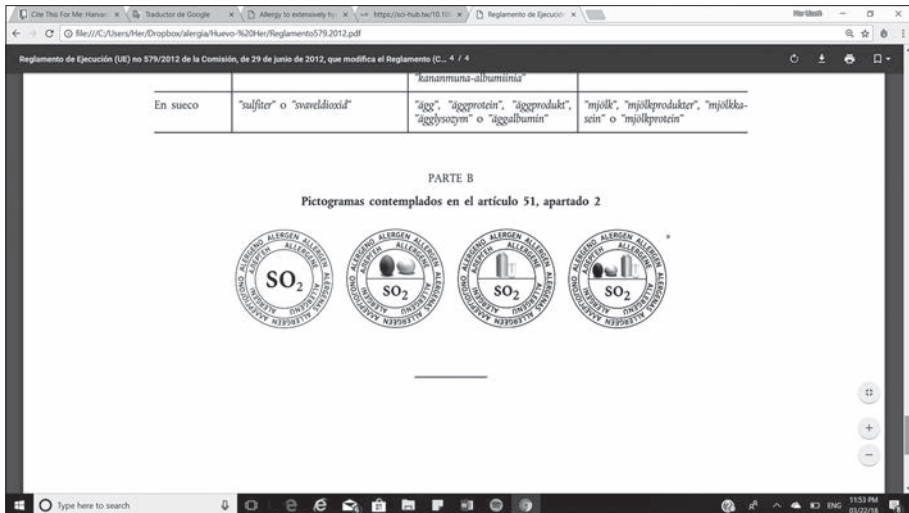 Cite This For Me: Harvar
Traductor de Google
Allergy to extensively hy
https://sci-hub.tw/10.10
Reglamento de Ejecució
file:///C:/Users/Her/Dropbox/alergia/Huevo-%20Her/Reglamento579.2012.pdf
Reglamento de Ejecución (UE) no 579/2012 de la Comisión, de 29 de junio de 2012, que modifica el Reglamento (C... 4 / 4
"kananmuna-albumiinia"
En sueco "sulfiter" o "svaveldioxid" "ägg", "äggprotein", "äggprodukt", "mjölk", "mjölkprodukter", "mjölkka-
"ägglysozym" o "äggalbumin" sein" o "mjölkprotein"
PARTE B
Pictogramas contemplados en el artículo 51, apartado 2
SO2 SO2 SO2 SO2
Type here to search
ENG
11:53 PM
03/22/18